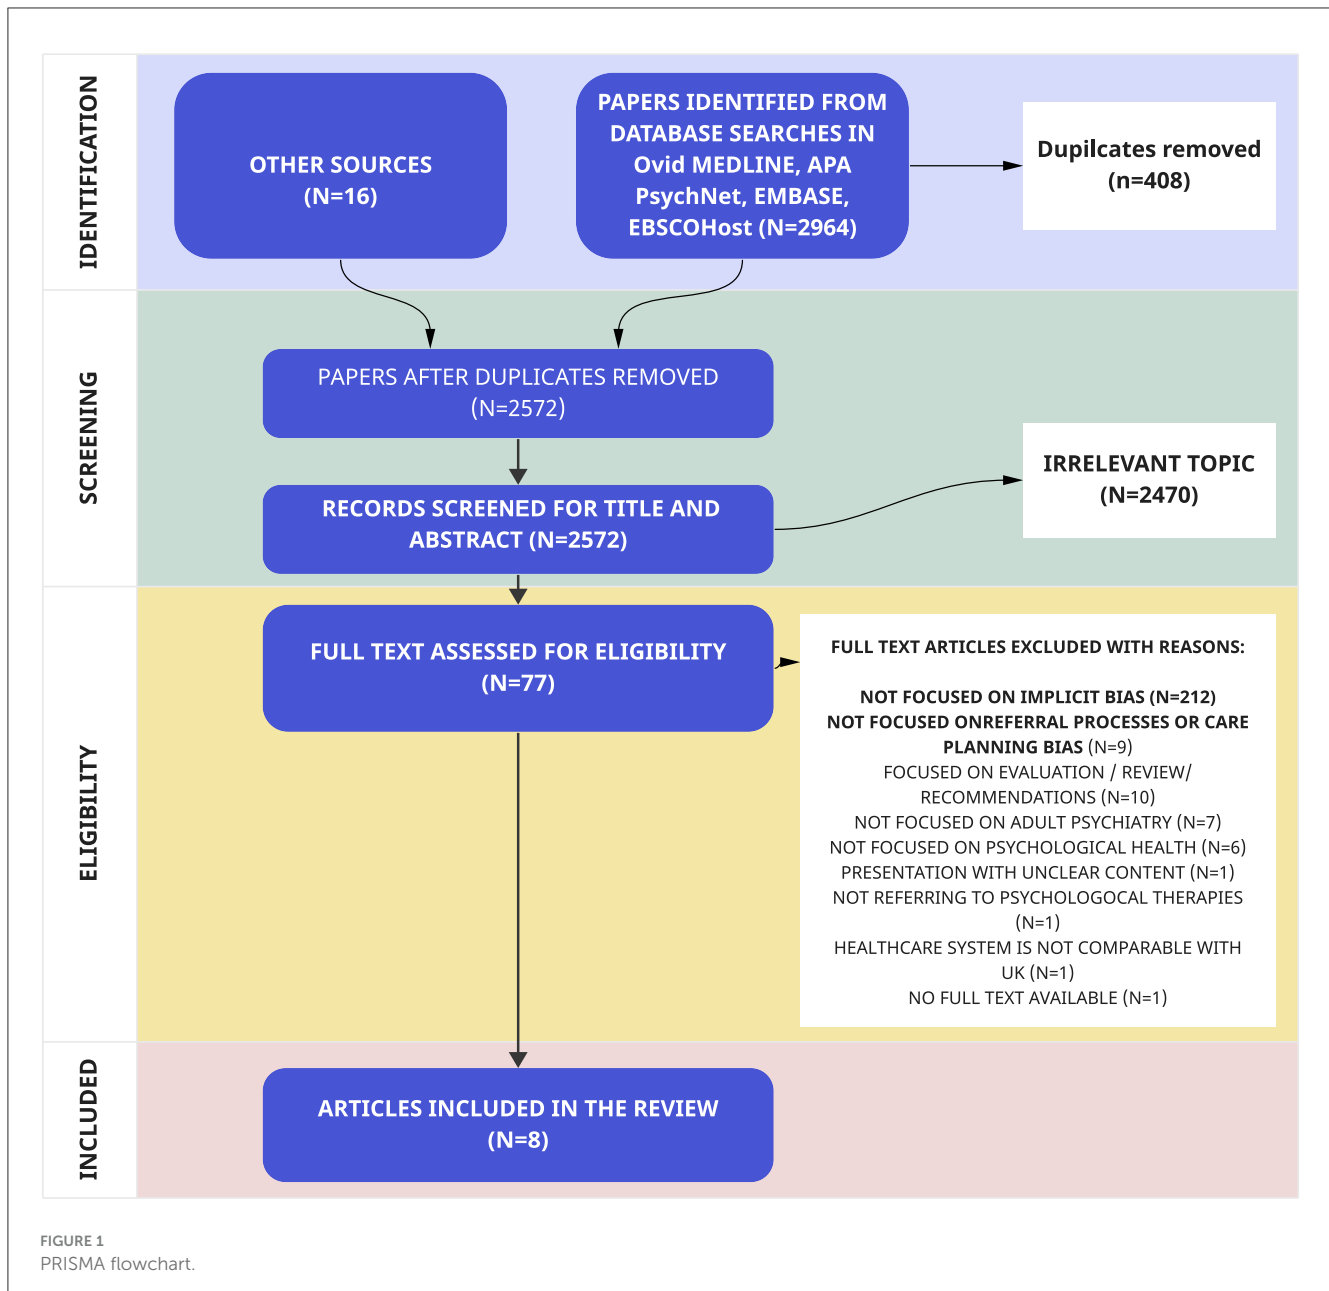 IDENTIFICATION
OTHER SOURCES
(N=16)
PAPERS IDENTIFIED FROM
DATABASE SEARCHES IN
Ovid MEDLINE, APA
PsychNet, EMBASE,
EBSCOHost (N=2964)
Dupilcates removed
(n=408)
SCREENING
PAPERS AFTER DUPLICATES REMOVED
(N=2572)
RECORDS SCREENED FOR TITLE AND
ABSTRACT (N=2572)
IRRELEVANT TOPIC
(N=2470)
ELIGIBILITY
FULL TEXT ASSESSED FOR ELIGIBILITY
(N=77)
FULL TEXT ARTICLES EXCLUDED WITH REASONS:
NOT FOCUSED ON IMPLICIT BIAS (N=212)
NOT FOCUSED ONREFERRAL PROCESSES OR CARE
PLANNING BIAS (N=9)
FOCUSED ON EVALUATION / REVIEW/
RECOMMENDATIONS (N=10)
NOT FOCUSED ON ADULT PSYCHIATRY (N=7)
NOT FOCUSED ON PSYCHOLOGICAL HEALTH (N=6)
PRESENTATION WITH UNCLEAR CONTENT (N=1)
NOT REFERRING TO PSYCHOLOGOCAL THERAPIES
(N=1)
HEALTHCARE SYSTEM IS NOT COMPARABLE WITH
UK (N=1)
NO FULL TEXT AVAILABLE (N=1)
INCLUDED
ARTICLES INCLUDED IN THE REVIEW
(N=8)
FIGURE 1
PRISMA flowchart.